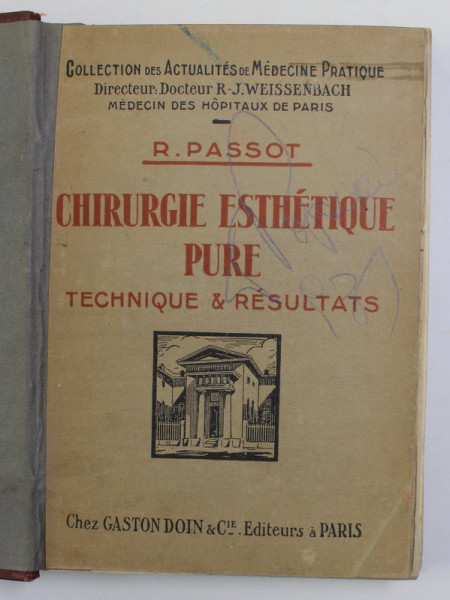 COLLECTION DES ACTUALITÉS DE MÉDECINE PRATIQUE
Directeur: Docteur R.-J. WEISSENBACH
MÉDECIN DES HÔPITAUX DE PARIS
R. PASSOT
CHIRURGIE ESTHÉTIQUE
PURE
TECHNIQUE & RÉSULTATS
Chez GASTON DOIN & CIE. Editeurs à PARIS